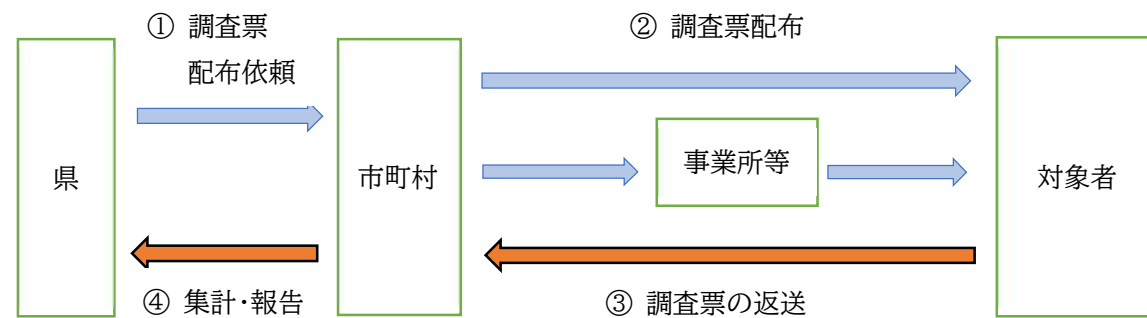 ① 調査票
配布依頼
② 調査票配布
県
市町村
事業所等
対象者
④ 集計・報告
③ 調査票の返送